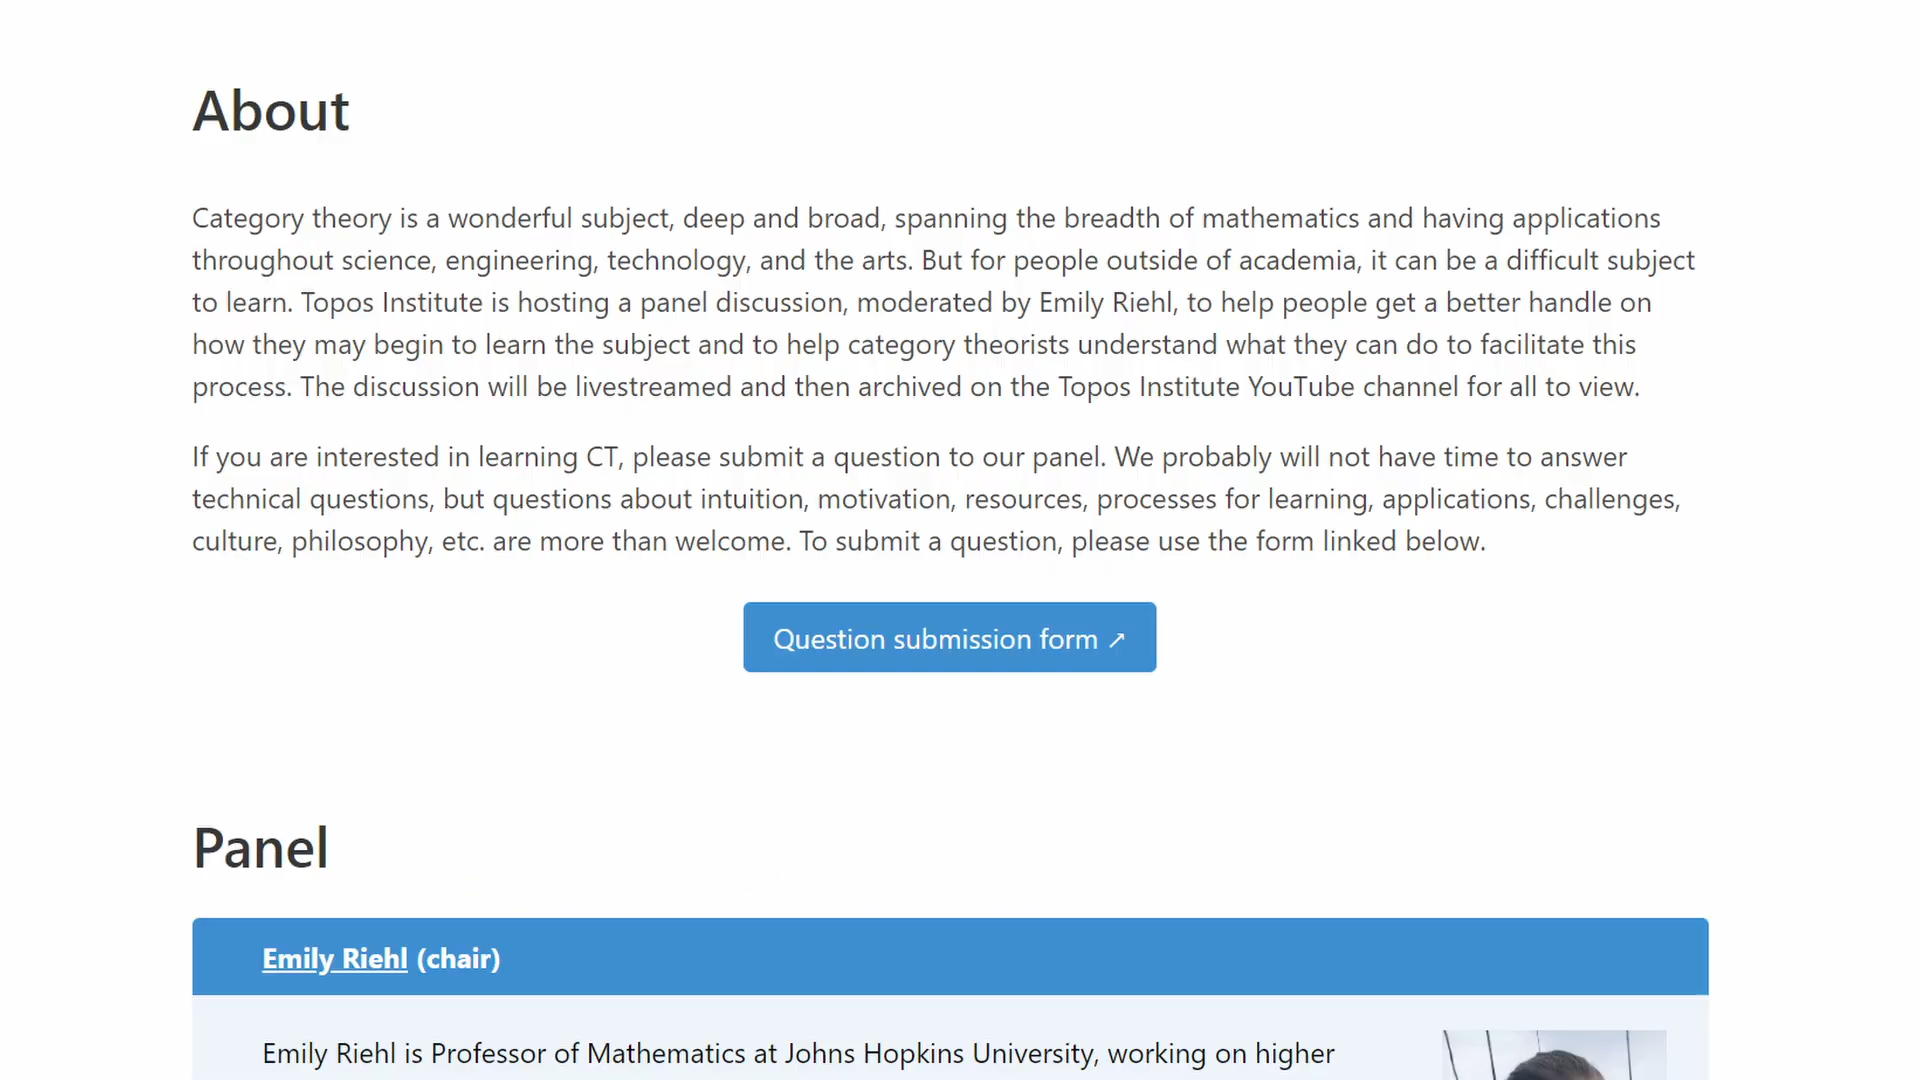 About
Category theory is a wonderful subject, deep and broad, spanning the breadth of mathematics and having applications
throughout science, engineering, technology, and the arts. But for people outside of academia, it can be a difficult subject
to learn. Topos Institute is hosting a panel discussion, moderated by Emily Riehl, to help people get a better handle on
how they may begin to learn the subject and to help category theorists understand what they can do to facilitate this
process. The discussion will be livestreamed and then archived on the Topos Institute YouTube channel for all to view.
If you are interested in learning CT, please submit a question to our panel. We probably will not have time to answer
technical questions, but questions about intuition, motivation, resources, processes for learning, applications, challenges,
culture, philosophy, etc. are more than welcome. To submit a question, please use the form linked below.
Question submission form ↗
Panel
Emily Riehl (chair)
Emily Riehl is Professor of Mathematics at Johns Hopkins University, working on higher